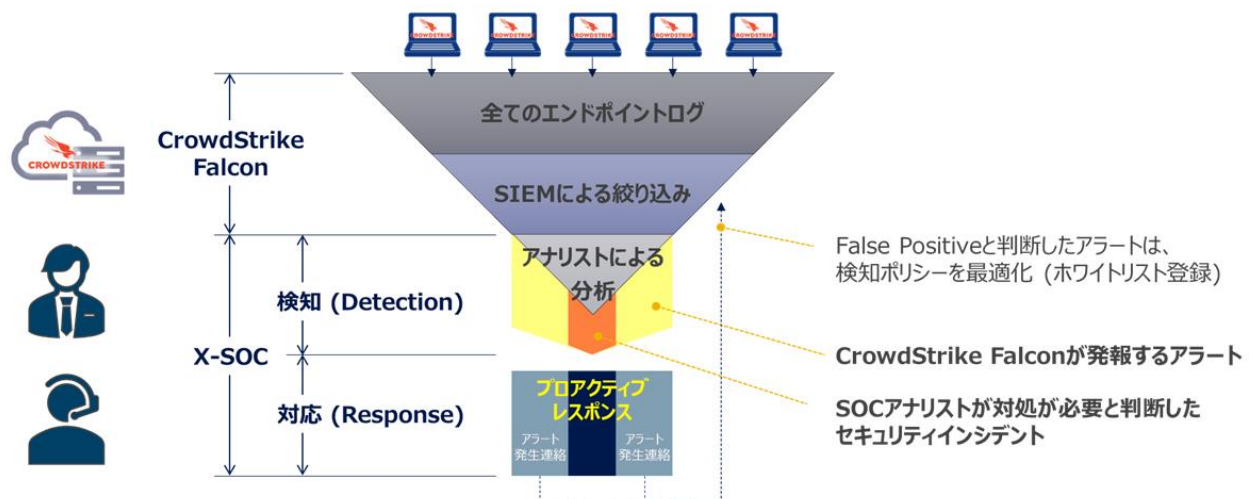 CROWDSTRIKE
CROWDSTRIKE
CROWDSTRIKE
CROWDSTRIKE
CROWDSTRIKE
全てのエンドポイントログ
CROWDSTRIKE
CrowdStrike
Falcon
SIEMによる絞り込み
アナリストによる
分析
False Positiveと判断したアラートは、
検知ポリシーを最適化 (ホワイトリスト登録)
検知 (Detection)
X-SOC
CrowdStrike Falconが発報するアラート
対応 (Response)
プロアクティブ
レスポンス
SOCアナリストが対処が必要と判断した
セキュリティインシデント
アラート
発生連絡
アラート
発生連絡